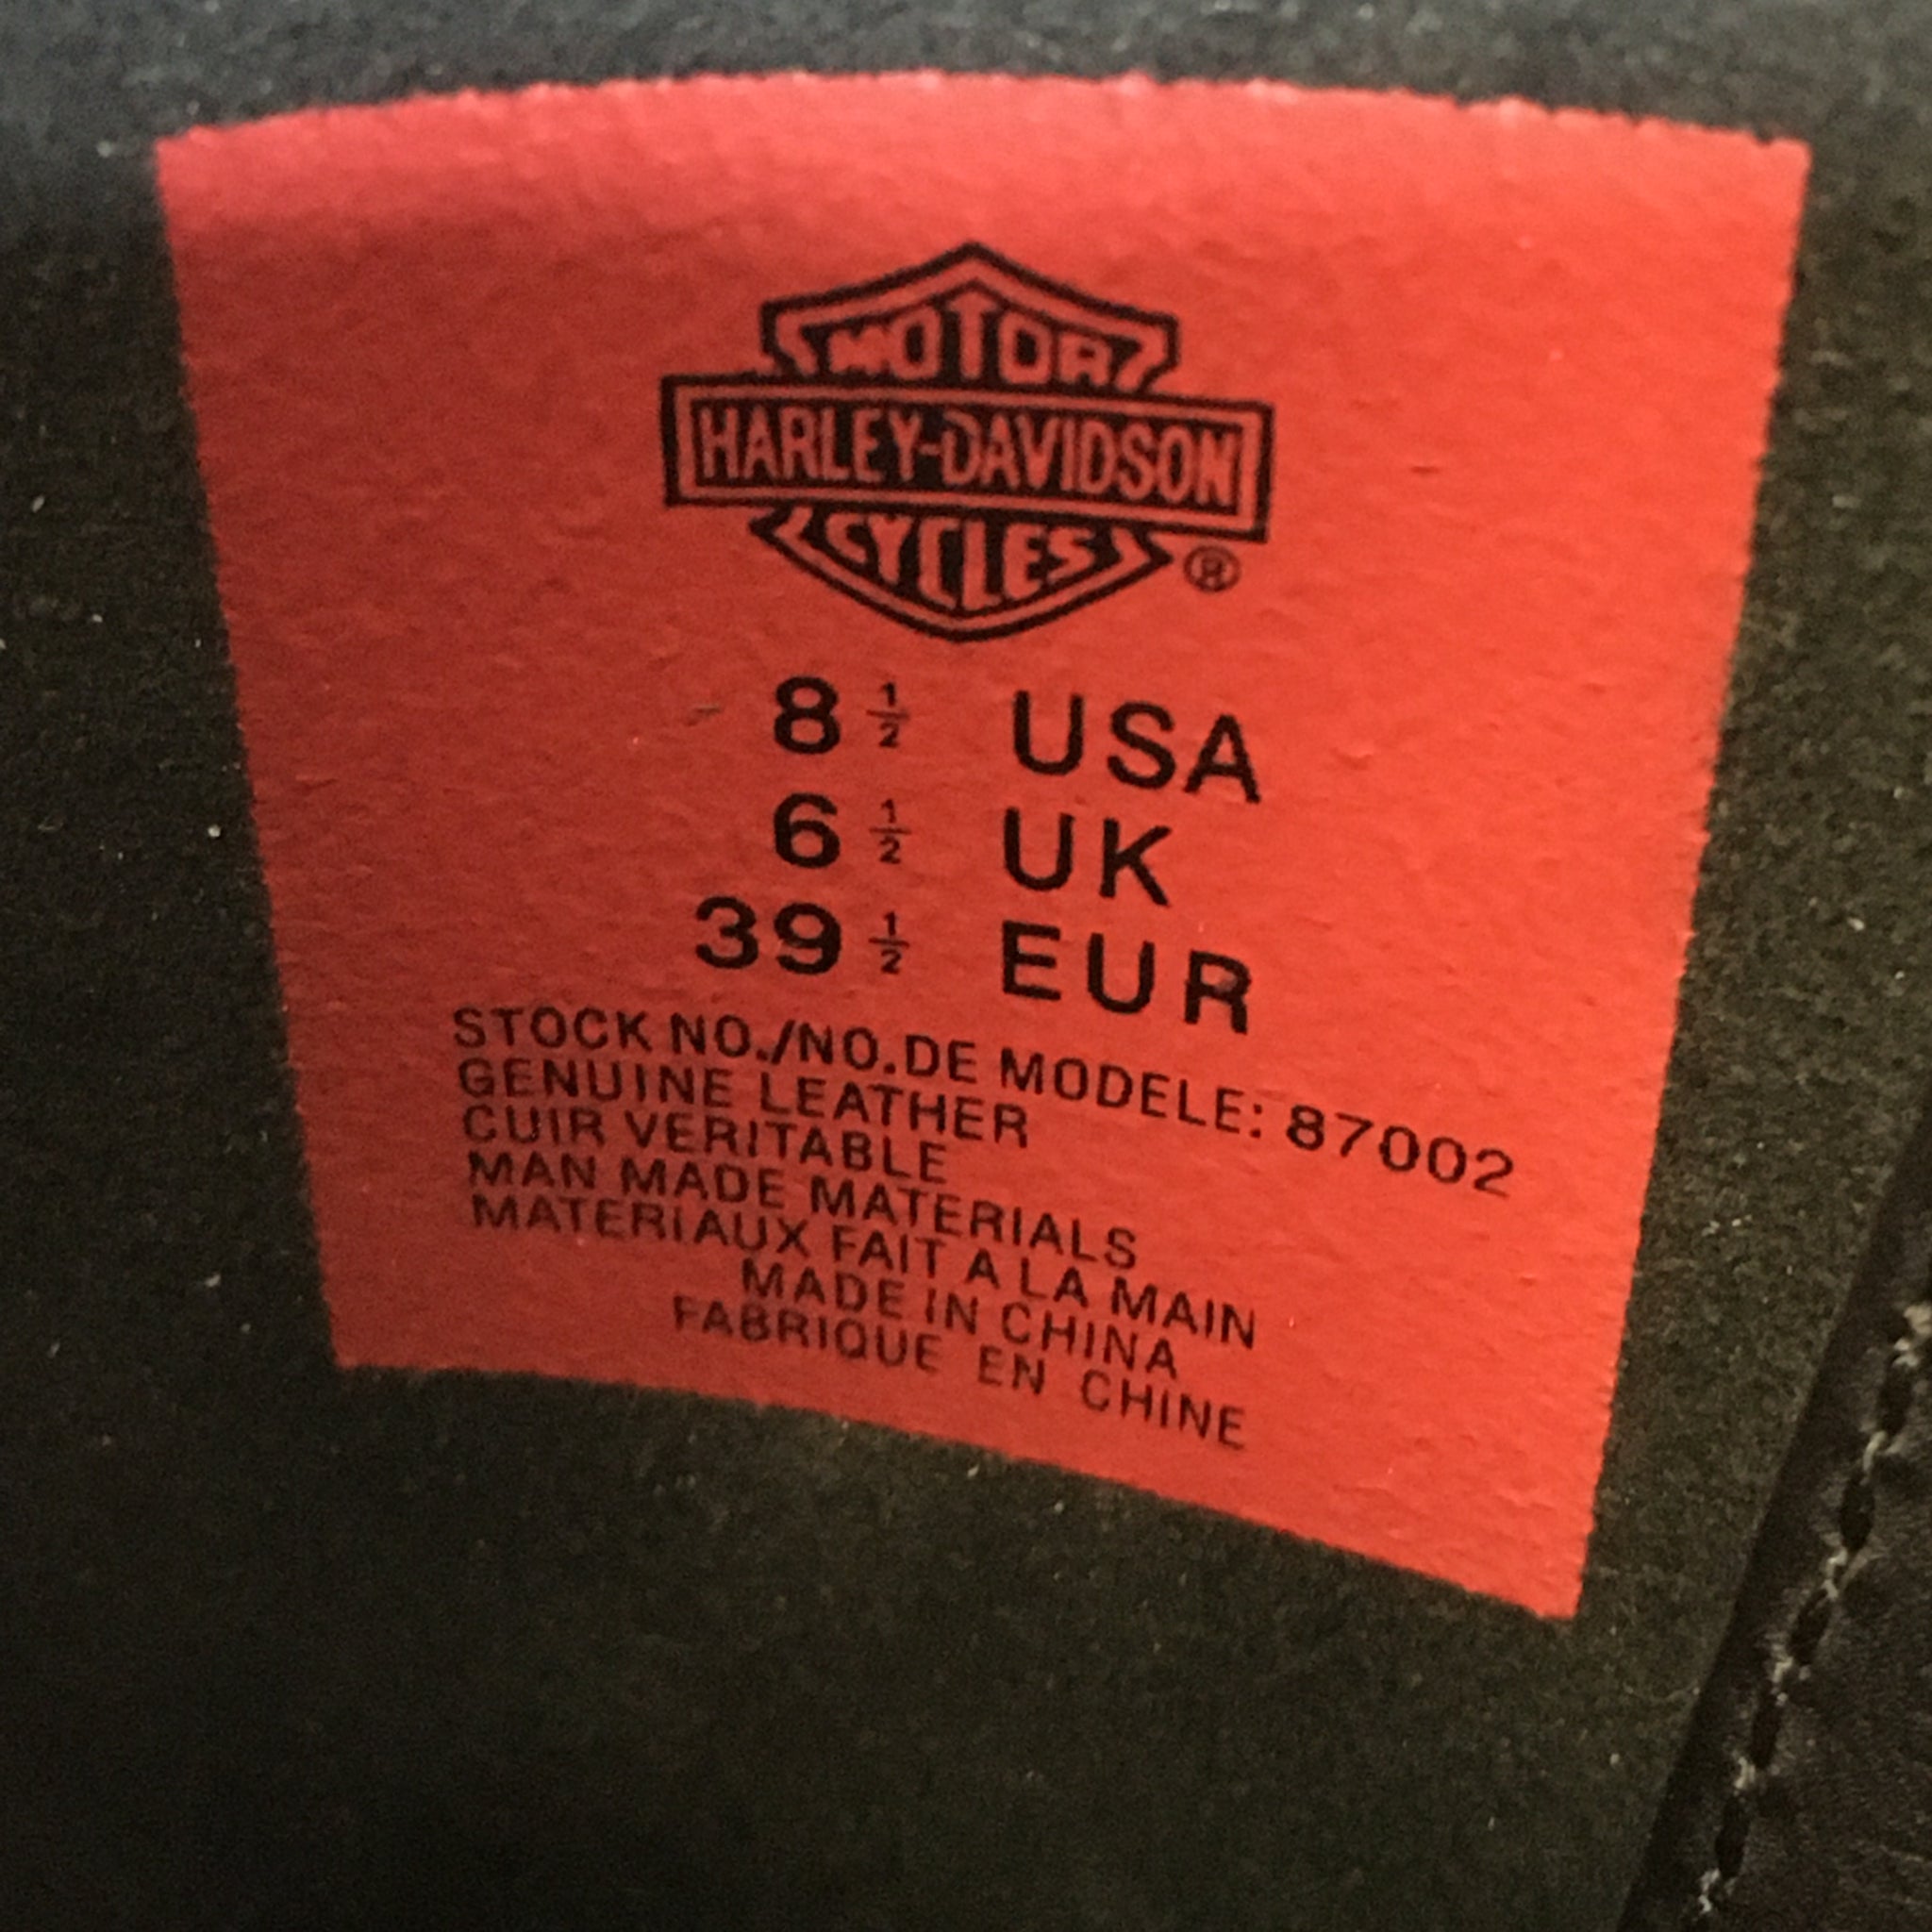 MOTOR
HARLEY-DAVIDSON
CYCLES ®
8 ½ USA
6 ½ UK
39 ½ EUR
STOCK NO./NO.DE MODELE: 87002
GENUINE LEATHER
CUIR VERITABLE
MAN MADE MATERIALS
MATERIAUX FAIT A LA MAIN
MADE IN CHINA
FABRIQUE EN CHINE